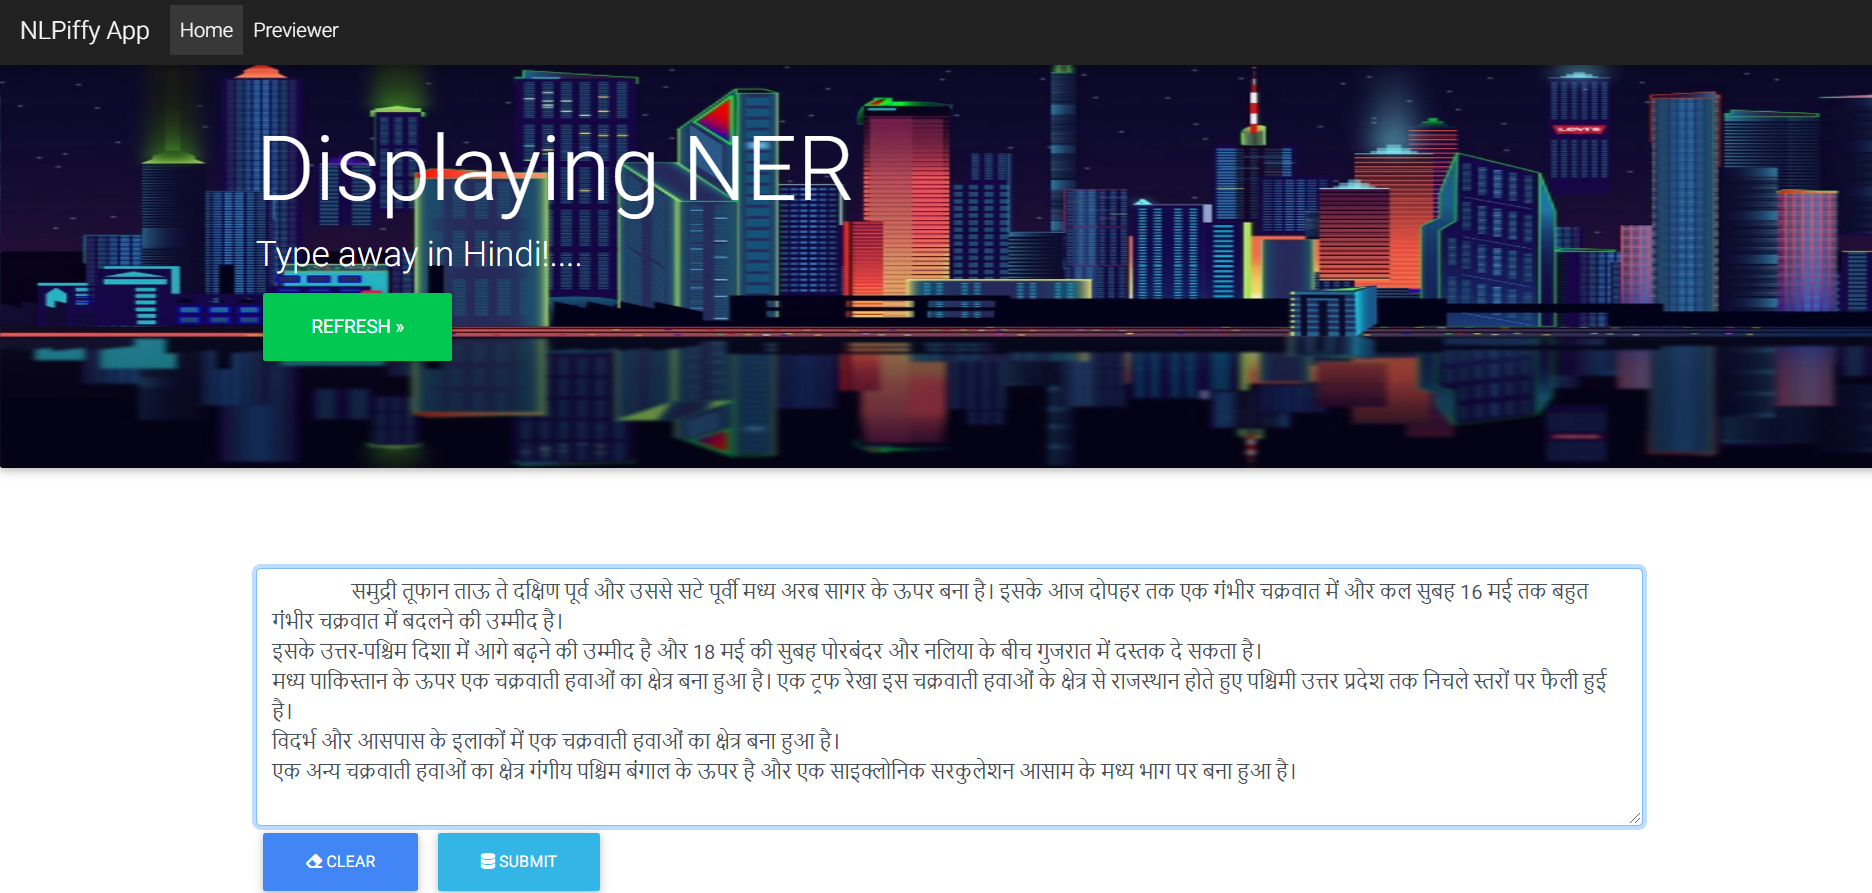 NLPiffy App Home Previewer
Displaying NER
Type away in Hindi!....
REFRESH »
LEVI'S
समुद्री तूफान ताऊ ते दक्षिण पूर्व और उससे सटे पूर्वी मध्य अरब सागर के ऊपर बना है। इसके आज दोपहर तक एक गंभीर चक्रवात में और कल सुबह 16 मई तक बहुत
गंभीर चक्रवात में बदलने की उम्मीद है।
इसके उत्तर-पश्चिम दिशा में आगे बढ़ने की उम्मीद है और 18 मई की सुबह पोरबंदर और नलिया के बीच गुजरात में दस्तक दे सकता है।
मध्य पाकिस्तान के ऊपर एक चक्रवाती हवाओं का क्षेत्र बना हुआ है। एक ट्रफ रेखा इस चक्रवाती हवाओं के क्षेत्र से राजस्थान होते हुए पश्चिमी उत्तर प्रदेश तक निचले स्तरों पर फैली हुई
है।
विदर्भ और आसपास के इलाकों में एक चक्रवाती हवाओं का क्षेत्र बना हुआ है।
एक अन्य चक्रवाती हवाओं का क्षेत्र गंगीय पश्चिम बंगाल के ऊपर है और एक साइक्लोनिक सरकुलेशन आसाम के मध्य भाग पर बना हुआ है।
CLEAR SUBMIT